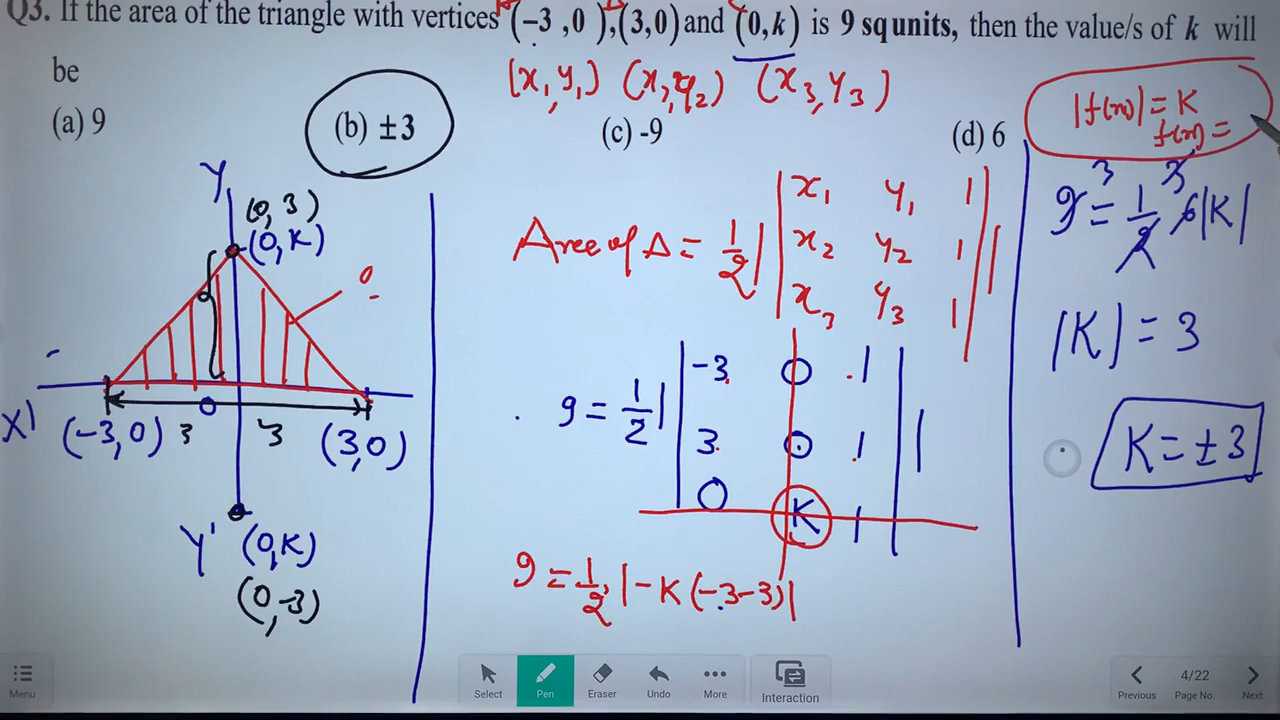 Q3. If the area of the triangle with vertices (−3 ,0 ),(3,0) and (0,k) is 9 squnits, then the value/s of k will
be
(x₁, y₁) (x₂, y₂) (x₃, y₃)
(a) 9 (b) ±3 (c) -9 (d) 6
|f(x)| = K
f(x) =
Y
(0, 3)
(0, K)
X'
(-3, 0) 3 O 3 (3, 0)
Y' (0, K)
(0, -3)
Area of Δ = 1/2 | | x₁ y₁ 1 | |
x₂ y₂ 1
x₃ y₃ 1
9 = 1/2 | | -3 0 1 | |
3 0 1
0 K 1
9 = 1/2 |-K(-3-3)|
9 3 = 1/2 6 3 |K|
|K| = 3
K = ±3
Menu
Select Pen Eraser Undo More Interaction
Previous 4/22 Page No. Next